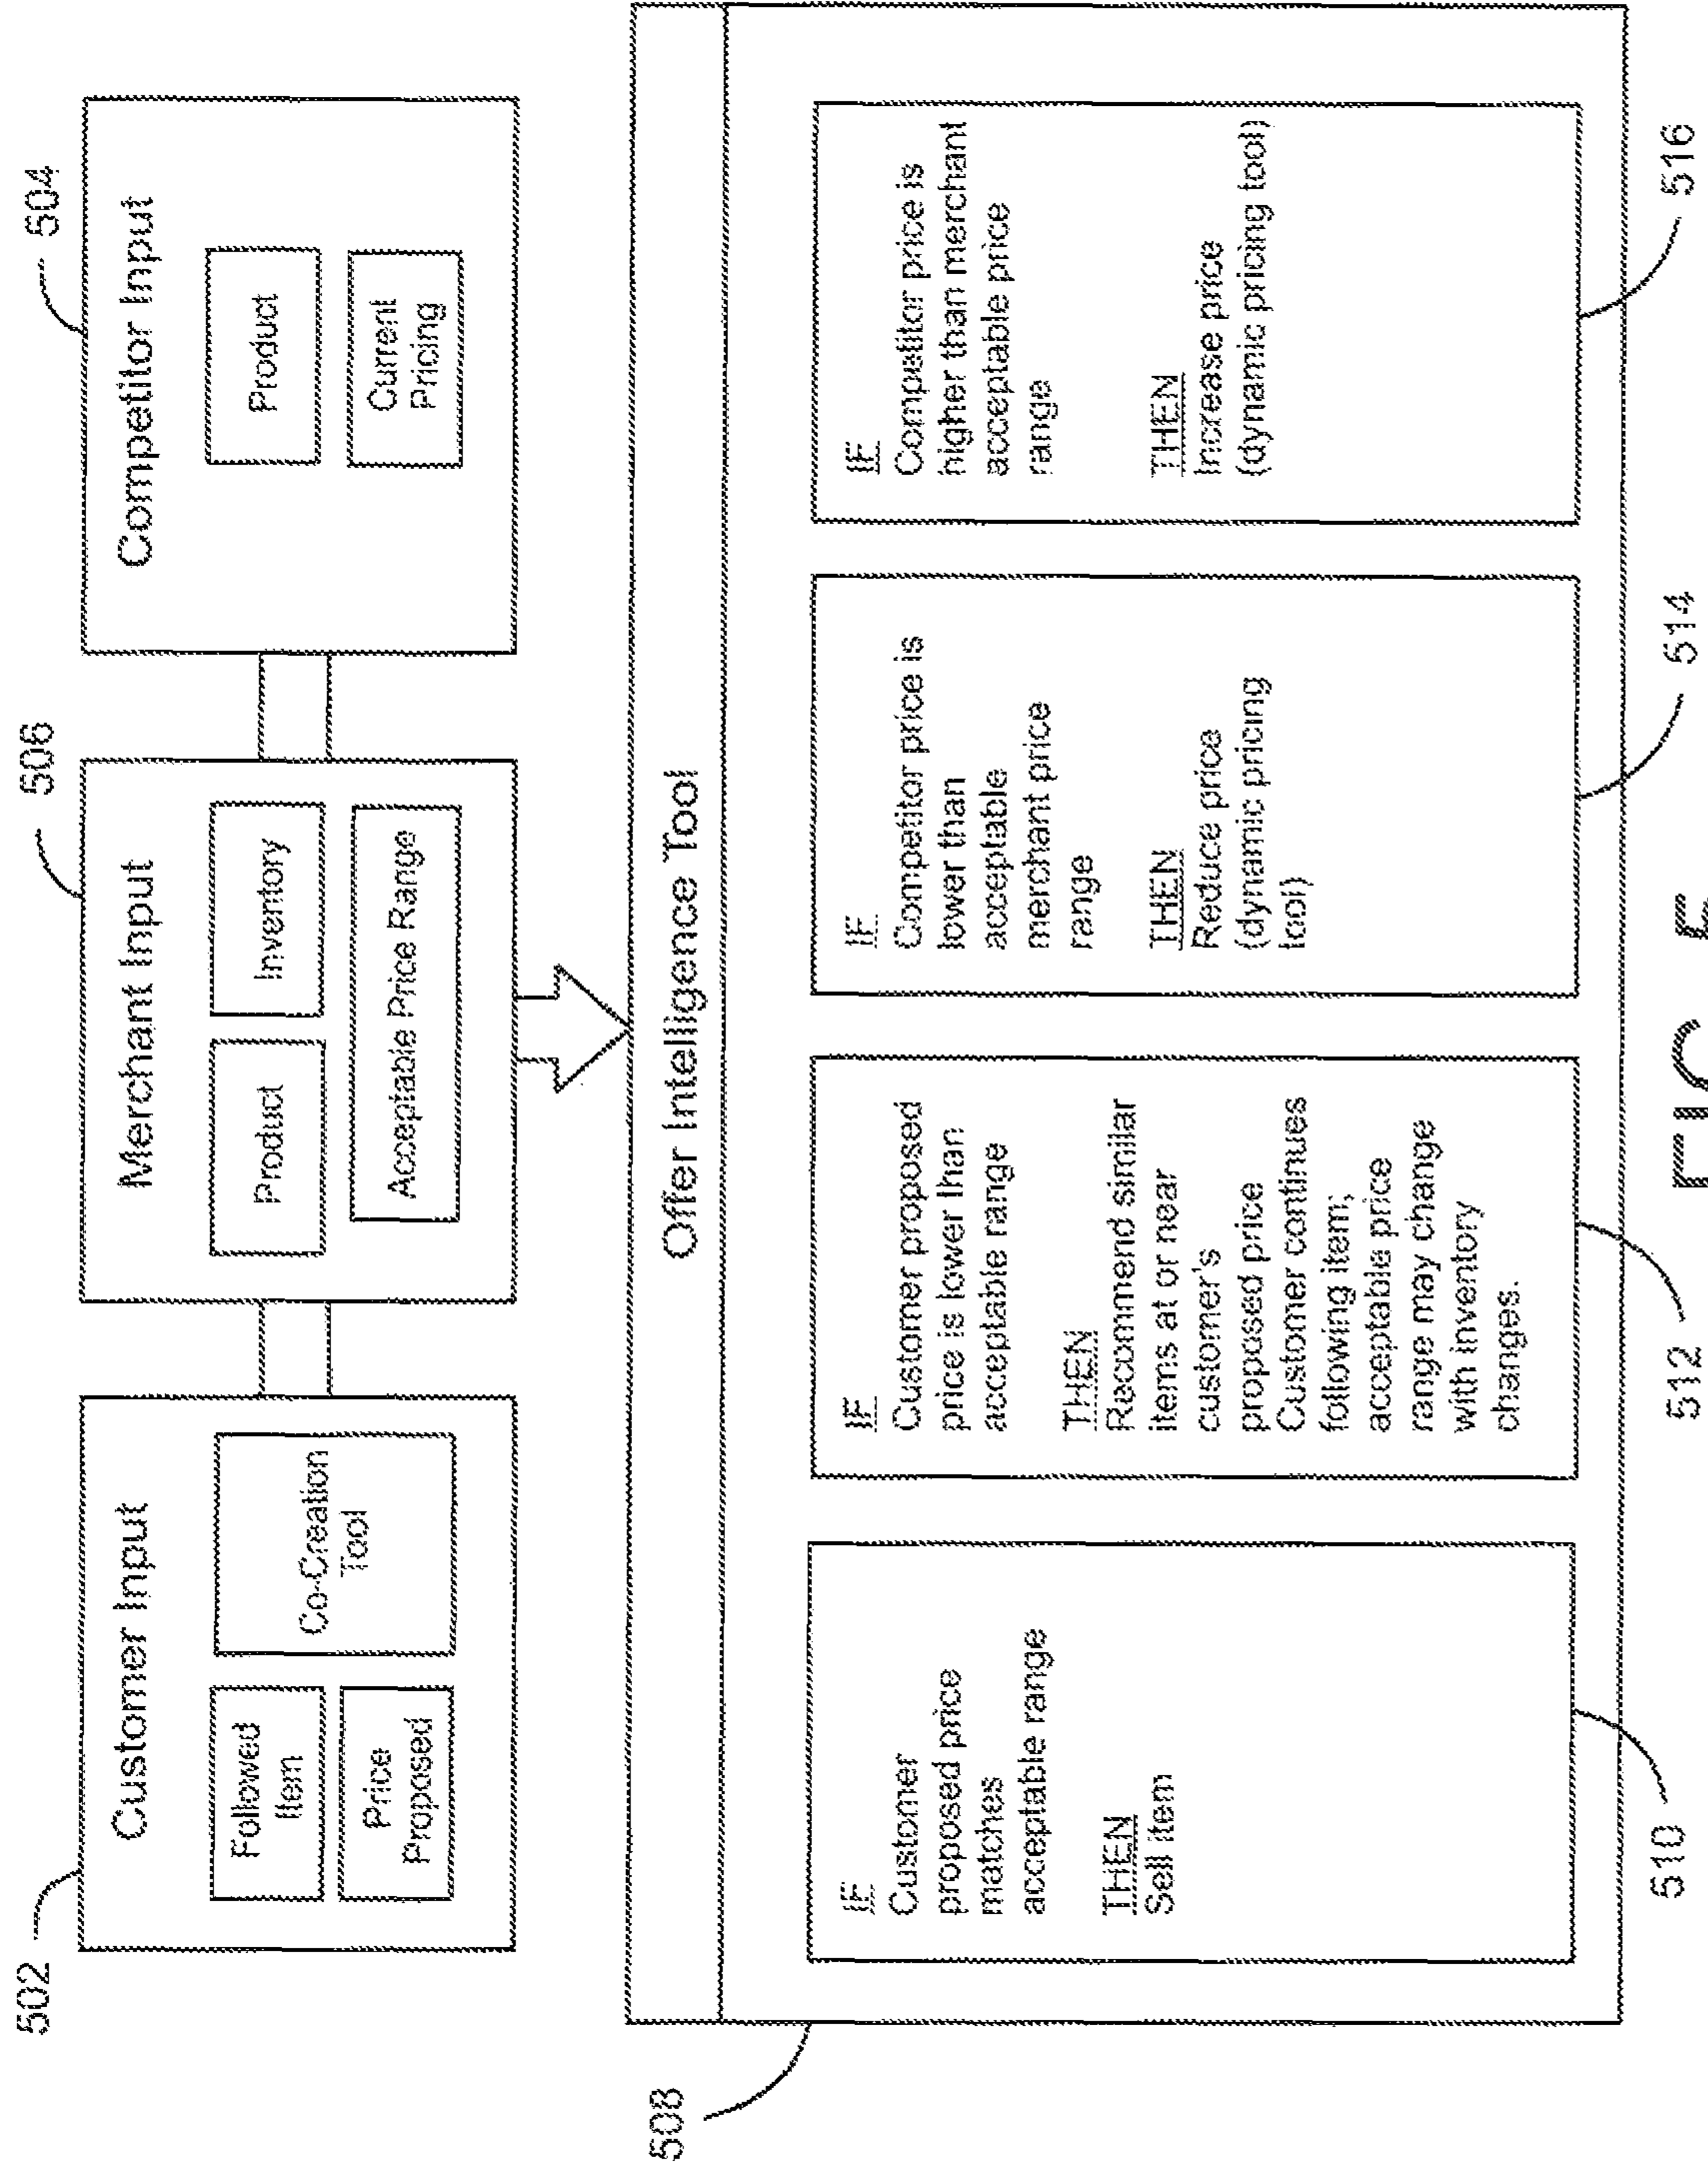 502
Customer Input
Followed
Item
Price
Proposed
Co-Creation
Tool
506
Merchant Input
Product
Inventory
Acceptable Price Range
504
Competitor Input
Product
Current
Pricing
508
Offer Intelligence Tool
IF
Customer
proposed price
matches
acceptable range
THEN
Sell item
510
IF
Customer proposed
price is lower than
acceptable range
THEN
Recommend similar
items at or near
customer's
proposed price
Customer continues
following item;
acceptable price
range may change
with inventory
changes.
512
IF
Competitor price is
lower than
acceptable
merchant price
range
THEN
Reduce price
(dynamic pricing
tool)
514
IF
Competitor price is
higher than merchant
acceptable price
range
THEN
Increase price
(dynamic pricing tool)
516